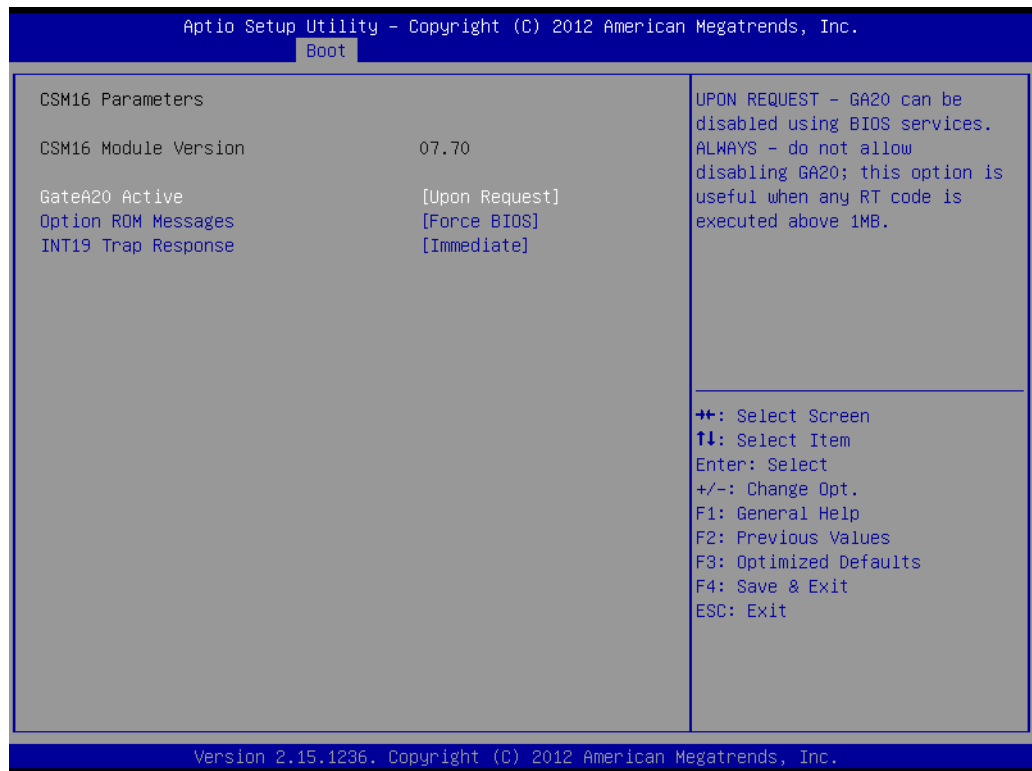 Aptio Setup Utility – Copyright (C) 2012 American Megatrends, Inc.
Boot
CSM16 Parameters
CSM16 Module Version 07.70
GateA20 Active [Upon Request]
Option ROM Messages [Force BIOS]
INT19 Trap Response [Immediate]
UPON REQUEST – GA20 can be
disabled using BIOS services.
ALWAYS – do not allow
disabling GA20; this option is
useful when any RT code is
executed above 1MB.
→←: Select Screen
↑↓: Select Item
Enter: Select
+/-: Change Opt.
F1: General Help
F2: Previous Values
F3: Optimized Defaults
F4: Save & Exit
ESC: Exit
Version 2.15.1236. Copyright (C) 2012 American Megatrends, Inc.